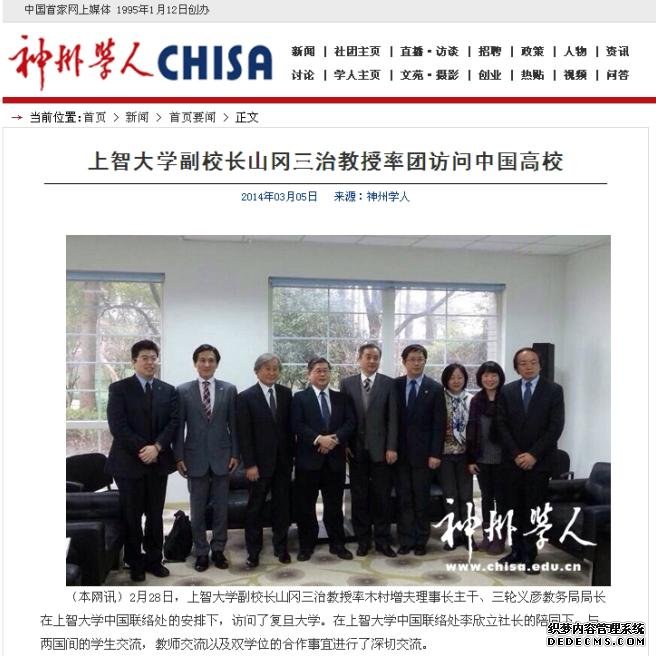 中国首家网上媒体 1995年1月12日创办
神州学人 CHISA
新闻 | 社团主页 | 直播·访谈 | 招聘 | 政策 | 人物 | 资讯
讨论 | 学人主页 | 文苑·摄影 | 创业 | 热贴 | 视频 | 问答
→ 当前位置:首页 > 新闻 > 首页要闻 > 正文
上智大学副校长山冈三治教授率团访问中国高校
2014年03月05日 来源：神州学人
神州学人
www.chisa.edu.cn
（本网讯）2月28日，上智大学副校长山冈三治教授率木村増夫理事长主干、三轮义彦教务局局长
在上智大学中国联络处的安排下，访问了复旦大学。在上智大学中国联络处李欣立社长的陪同下，与
两国间的学生交流，教师交流以及双学位的合作事宜进行了深切交流。
织梦内容管理系统
DEDECMS.COM